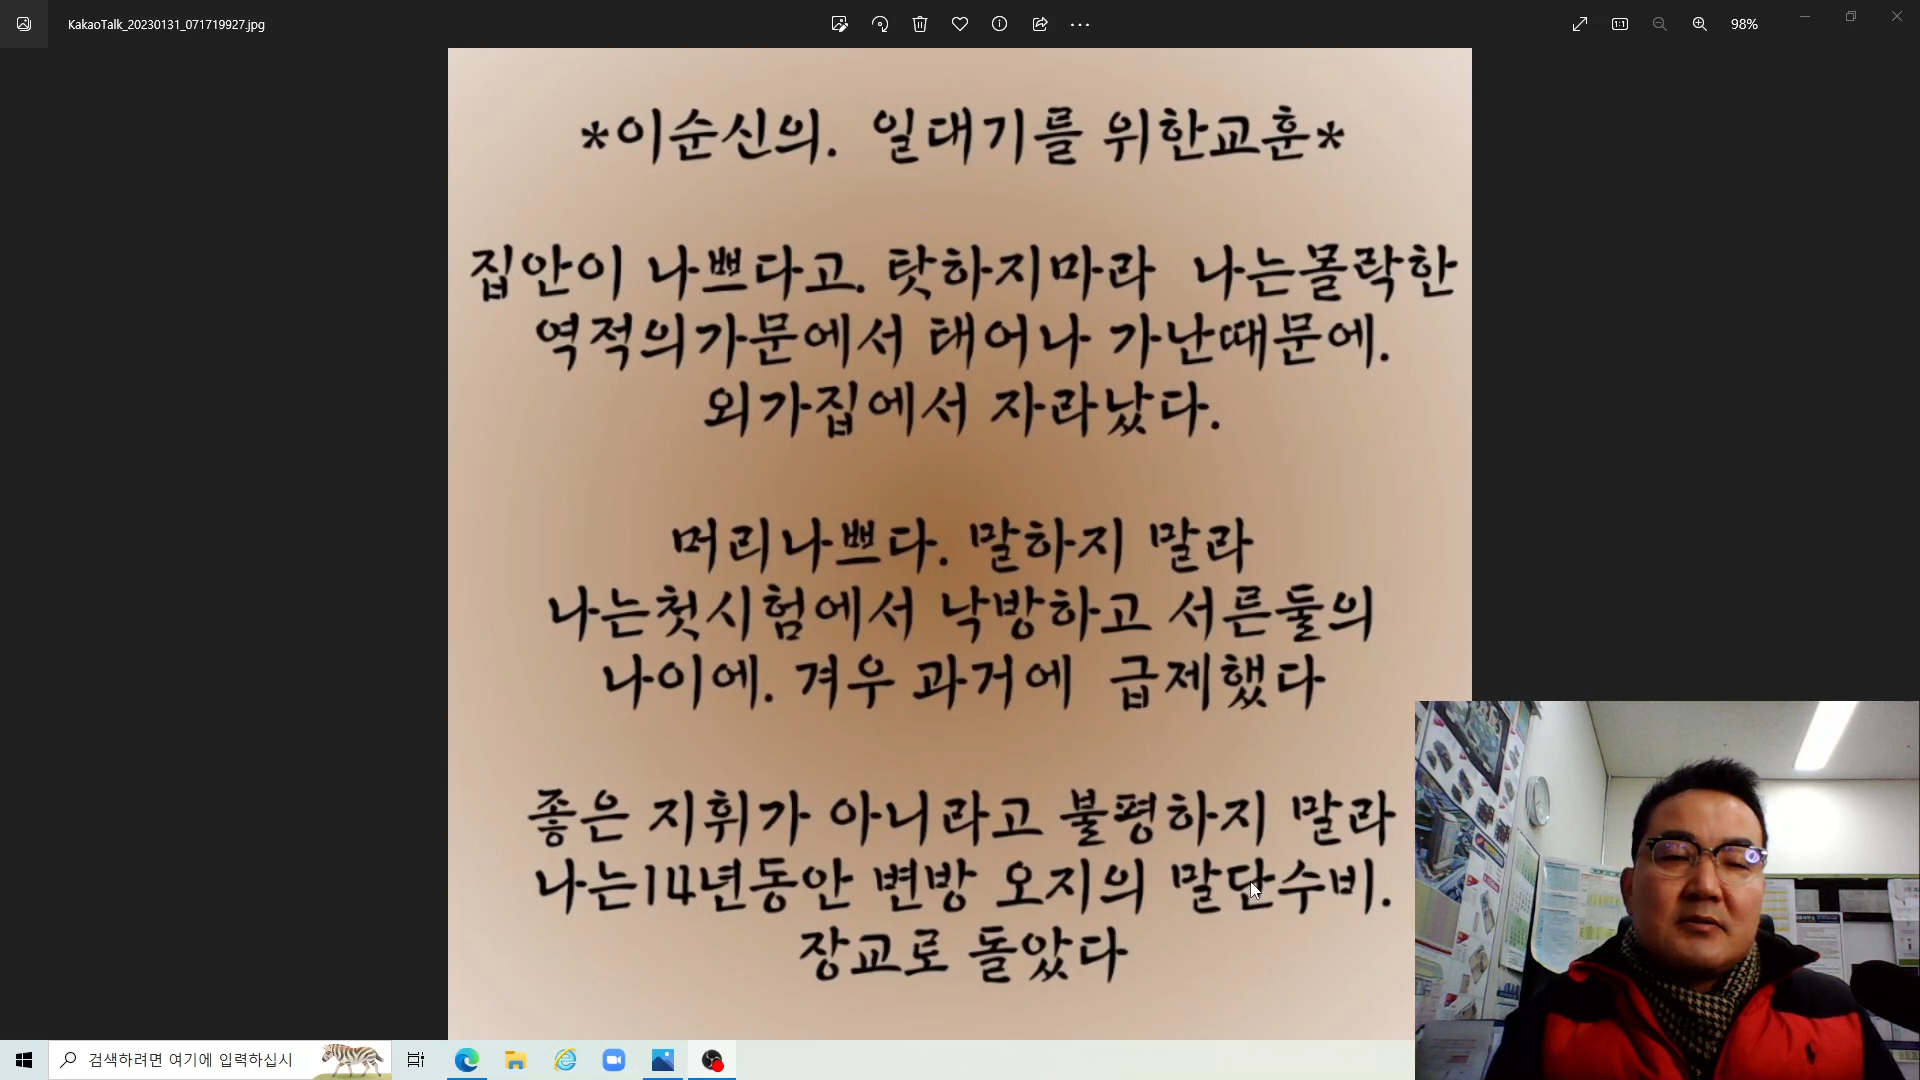 KakaoTalk_20230131_071719927.jpg
98%
*이순신의. 일대기를 위한교훈*
집안이 나쁘다고. 탓하지마라 나는몰락한
역적의가문에서 태어나 가난때문에.
외가집에서 자라났다.
머리나쁘다. 말하지 말라
나는첫시험에서 낙방하고 서른둘의
나이에. 겨우 과거에 급제했다
좋은 지휘가 아니라고 불평하지 말라
나는14년동안 변방 오지의 말단수비.
장교로 돌았다
검색하려면 여기에 입력하십시